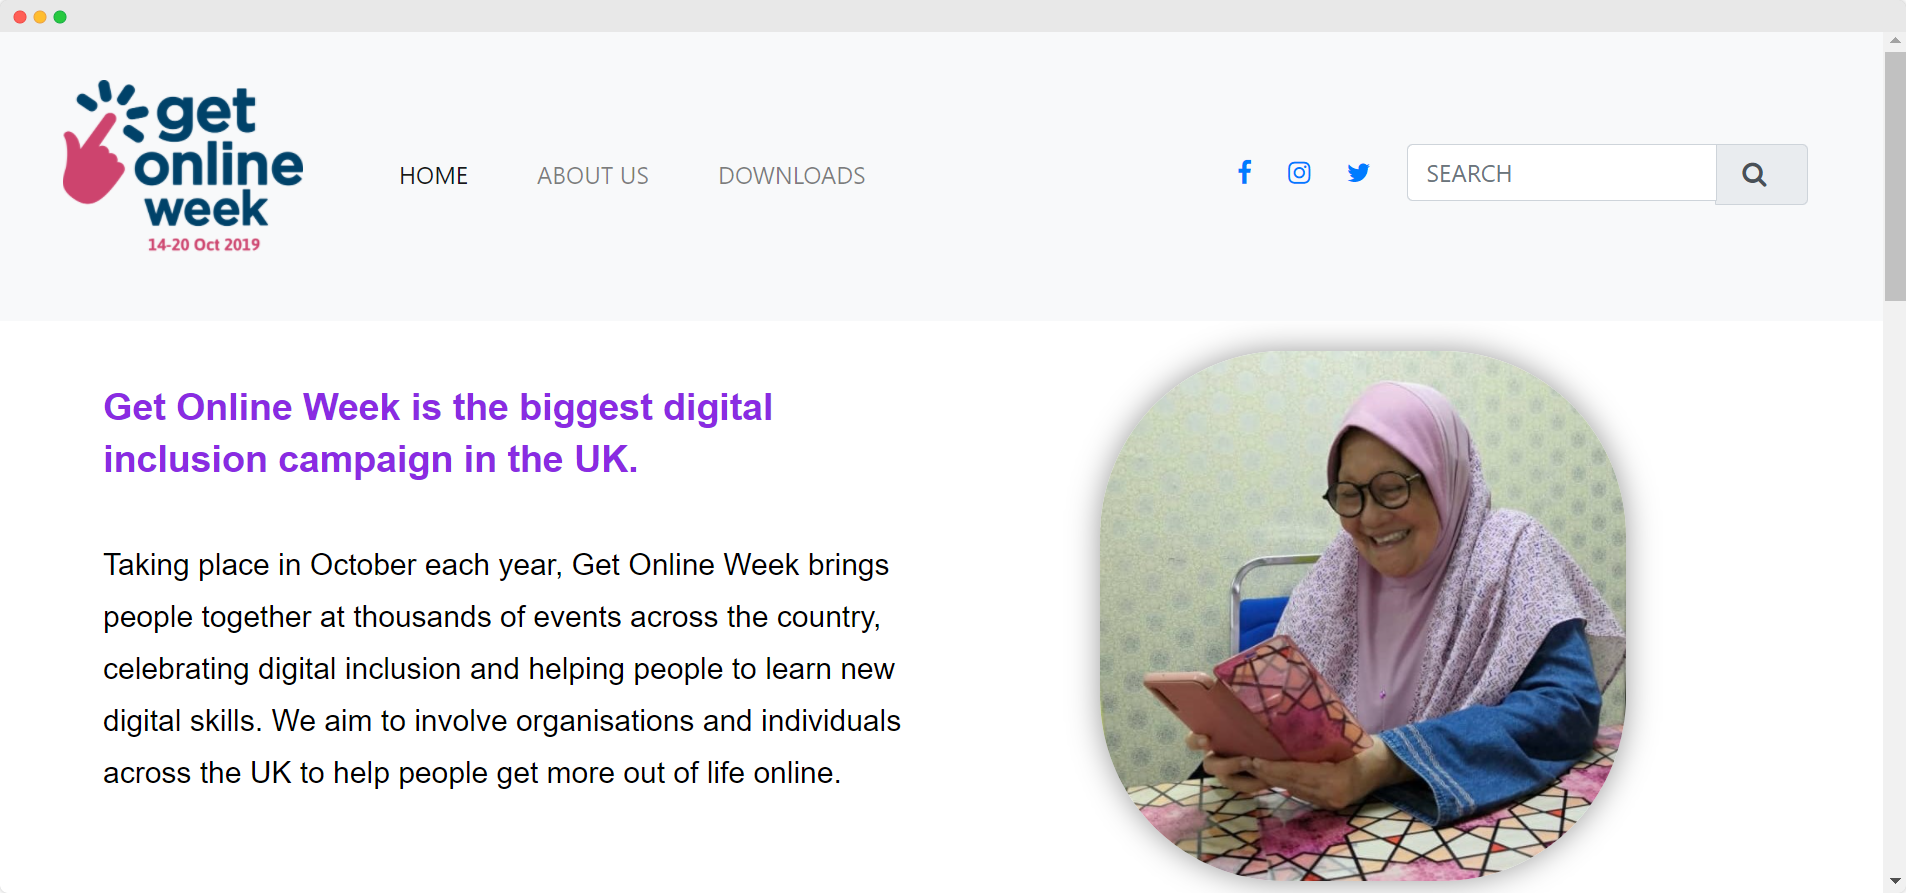 get
online
week
14-20 Oct 2019
HOME
ABOUT US
DOWNLOADS
SEARCH
Get Online Week is the biggest digital
inclusion campaign in the UK.
Taking place in October each year, Get Online Week brings
people together at thousands of events across the country,
celebrating digital inclusion and helping people to learn new
digital skills. We aim to involve organisations and individuals
across the UK to help people get more out of life online.